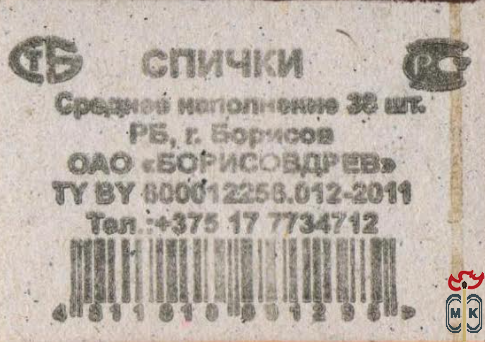 СТБ СПИЧКИ РС
Среднее наполнение 38 шт.
РБ, г. Борисов
ОАО «БОРИСОВДРЕВ»
ТУ BY 600012256.012-2011
Тел.:+375 17 7734712
МК